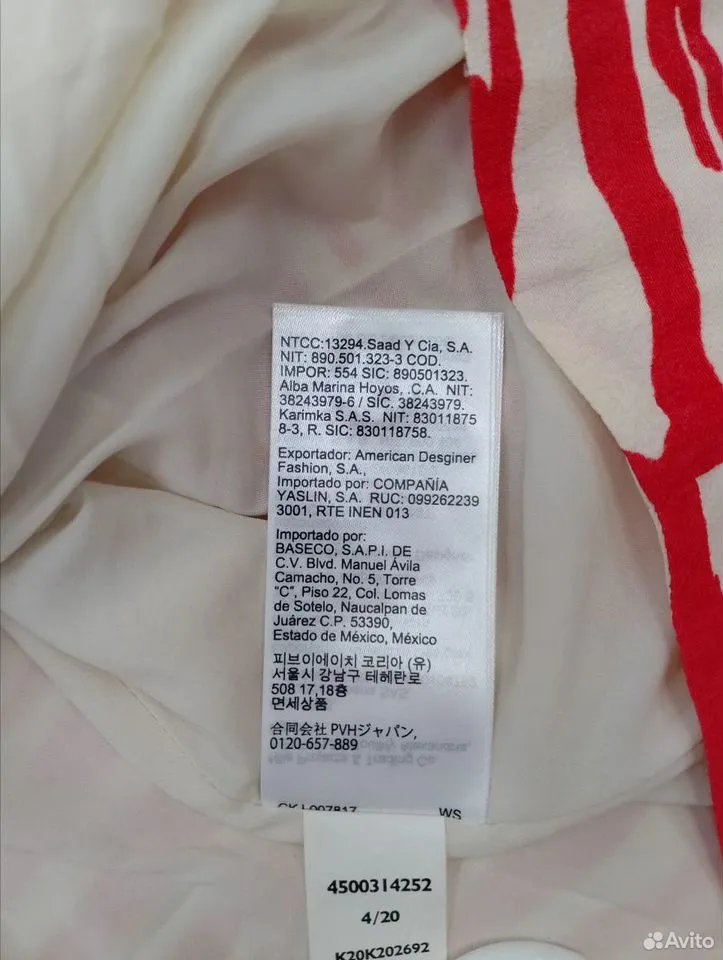 NTCC:13294.Saad Y Cia, S.A.
NIT: 890.501.323-3 COD.
IMPOR: 554 SIC: 890501323.
Alba Marina Hoyos, .C.A. NIT:
38243979-6 / SIC. 38243979.
Karimka S.A.S. NIT: 83011875
8-3, R. SIC: 830118758.
Exportador: American Desginer
Fashion, S.A.,
Importado por: COMPAÑÍA
YASLIN, S.A. RUC: 099262239
3001, RTE INEN 013
Importado por:
BASECO, S.A.P.I. DE
C.V. Blvd. Manuel Ávila
Camacho, No. 5, Torre
"C", Piso 22, Col. Lomas
de Sotelo, Naucalpan de
Juárez C.P. 53390,
Estado de México, México
피브이에이치 코리아 (유)
서울시 강남구 테헤란로
508 17,18층
면세상품
合同会社 PVHジャパン,
0120-657-889
WS
4500314252
4/20
K20K202692
Avito